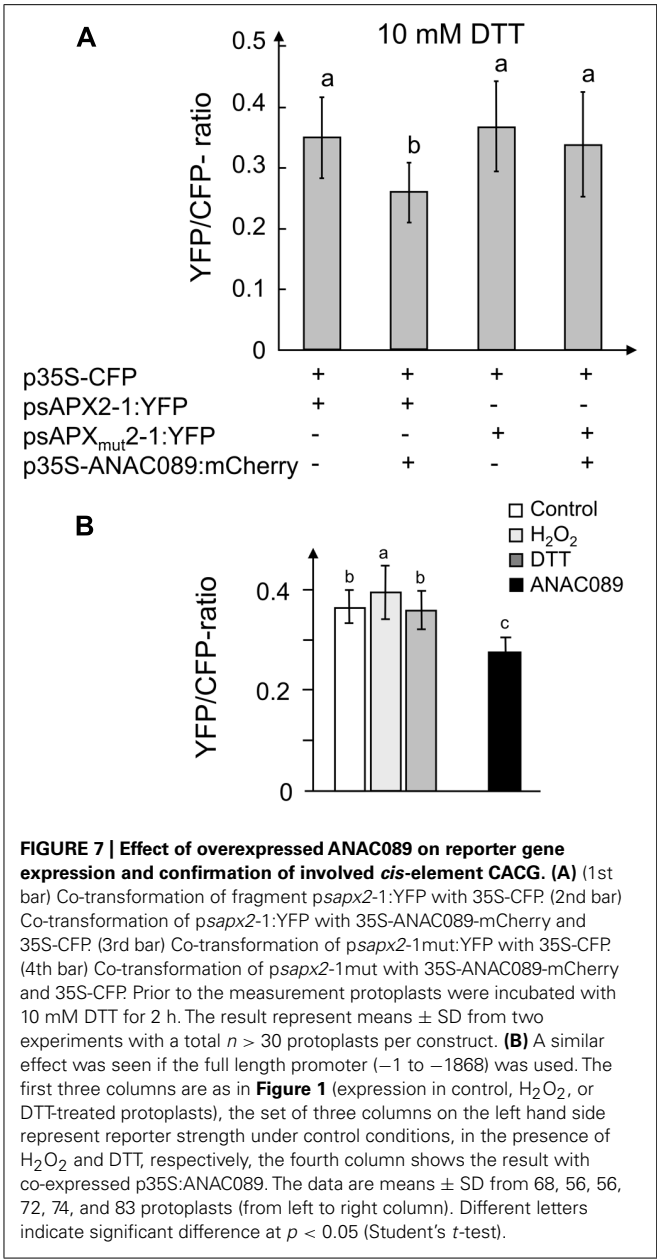 A
10 mM DTT
YFP/CFP- ratio
0.5
0.4
0.3
0.2
0.1
0
a
b
a
a
p35S-CFP + + + +
psAPX2-1:YFP + + - -
psAPXmut2-1:YFP - - + +
p35S-ANAC089:mCherry - + - +
B
Control
H2O2
DTT
ANAC089
YFP/CFP-ratio
0.4
0.2
0
b
a
b
c
FIGURE 7 | Effect of overexpressed ANAC089 on reporter gene
expression and confirmation of involved cis-element CACG. (A) (1st
bar) Co-transformation of fragment psapx2-1:YFP with 35S-CFP. (2nd bar)
Co-transformation of psapx2-1:YFP with 35S-ANAC089-mCherry and
35S-CFP. (3rd bar) Co-transformation of psapx2-1mut:YFP with 35S-CFP.
(4th bar) Co-transformation of psapx2-1mut with 35S-ANAC089-mCherry
and 35S-CFP. Prior to the measurement protoplasts were incubated with
10 mM DTT for 2 h. The result represent means ± SD from two
experiments with a total n > 30 protoplasts per construct. (B) A similar
effect was seen if the full length promoter (−1 to −1868) was used. The
first three columns are as in Figure 1 (expression in control, H2O2, or
DTT-treated protoplasts), the set of three columns on the left hand side
represent reporter strength under control conditions, in the presence of
H2O2 and DTT, respectively, the fourth column shows the result with
co-expressed p35S:ANAC089. The data are means ± SD from 68, 56, 56,
72, 74, and 83 protoplasts (from left to right column). Different letters
indicate significant difference at p < 0.05 (Student's t-test).